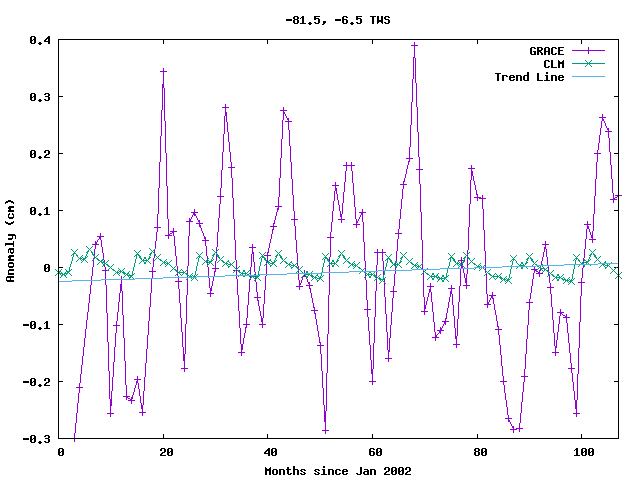 -81.5, -6.5 TWS
GRACE
CLM
Trend Line
0.4
0.3
0.2
0.1
0
-0.1
-0.2
-0.3
Anomaly (cm)
0 20 40 60 80 100
Months since Jan 2002